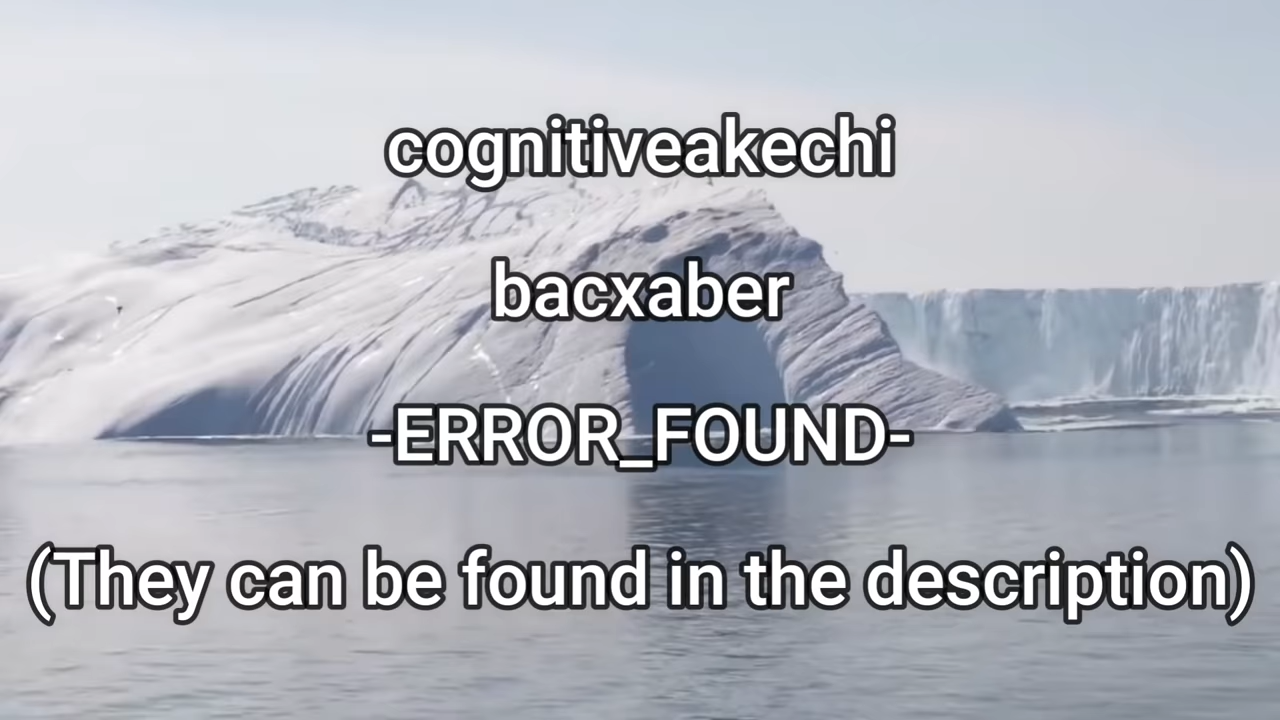 cognitiveakechi
bacxaber
-ERROR_FOUND-
(They can be found in the description)